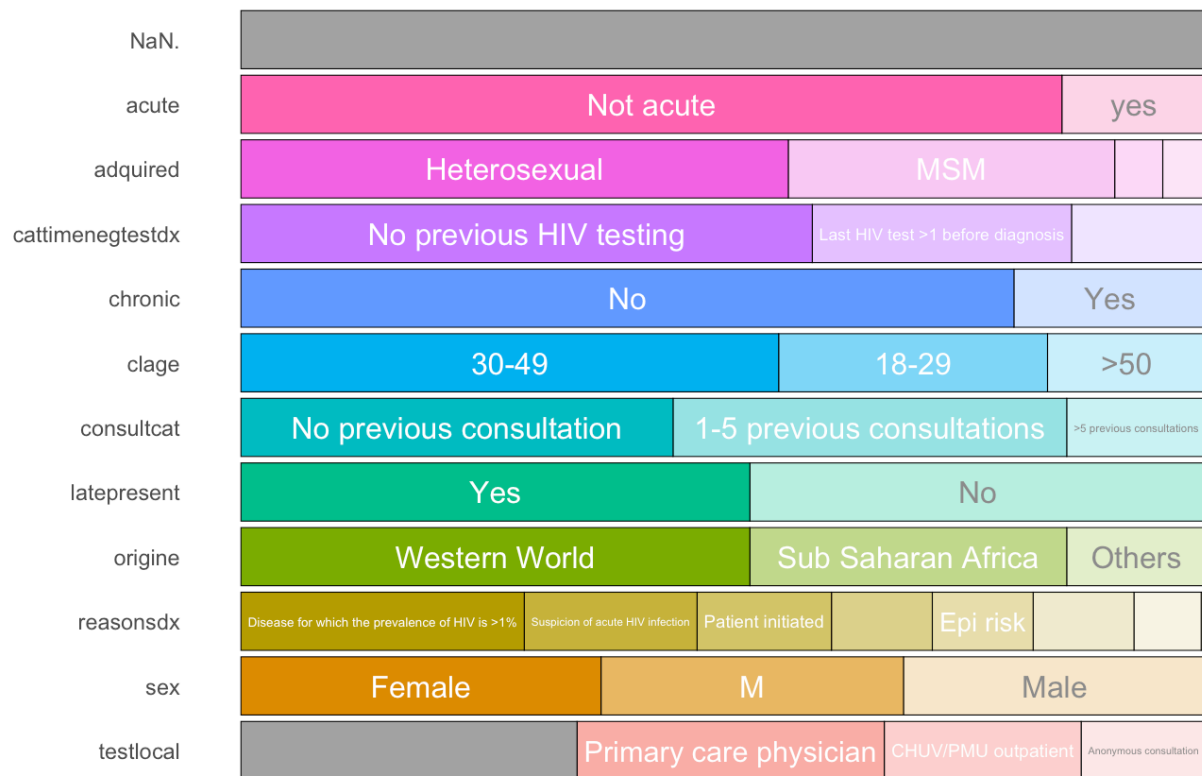 NaN.
acute Not acute yes
adquired Heterosexual MSM
cattimenegtestdx No previous HIV testing Last HIV test >1 before diagnosis
chronic No Yes
clage 30-49 18-29 >50
consultcat No previous consultation 1-5 previous consultations >5 previous consultations
latepresent Yes No
origine Western World Sub Saharan Africa Others
reasonsdx Disease for which the prevalence of HIV is >1% Suspicion of acute HIV infection Patient initiated Epi risk
sex Female M Male
testlocal Primary care physician CHUV/PMU outpatient Anonymous consultation